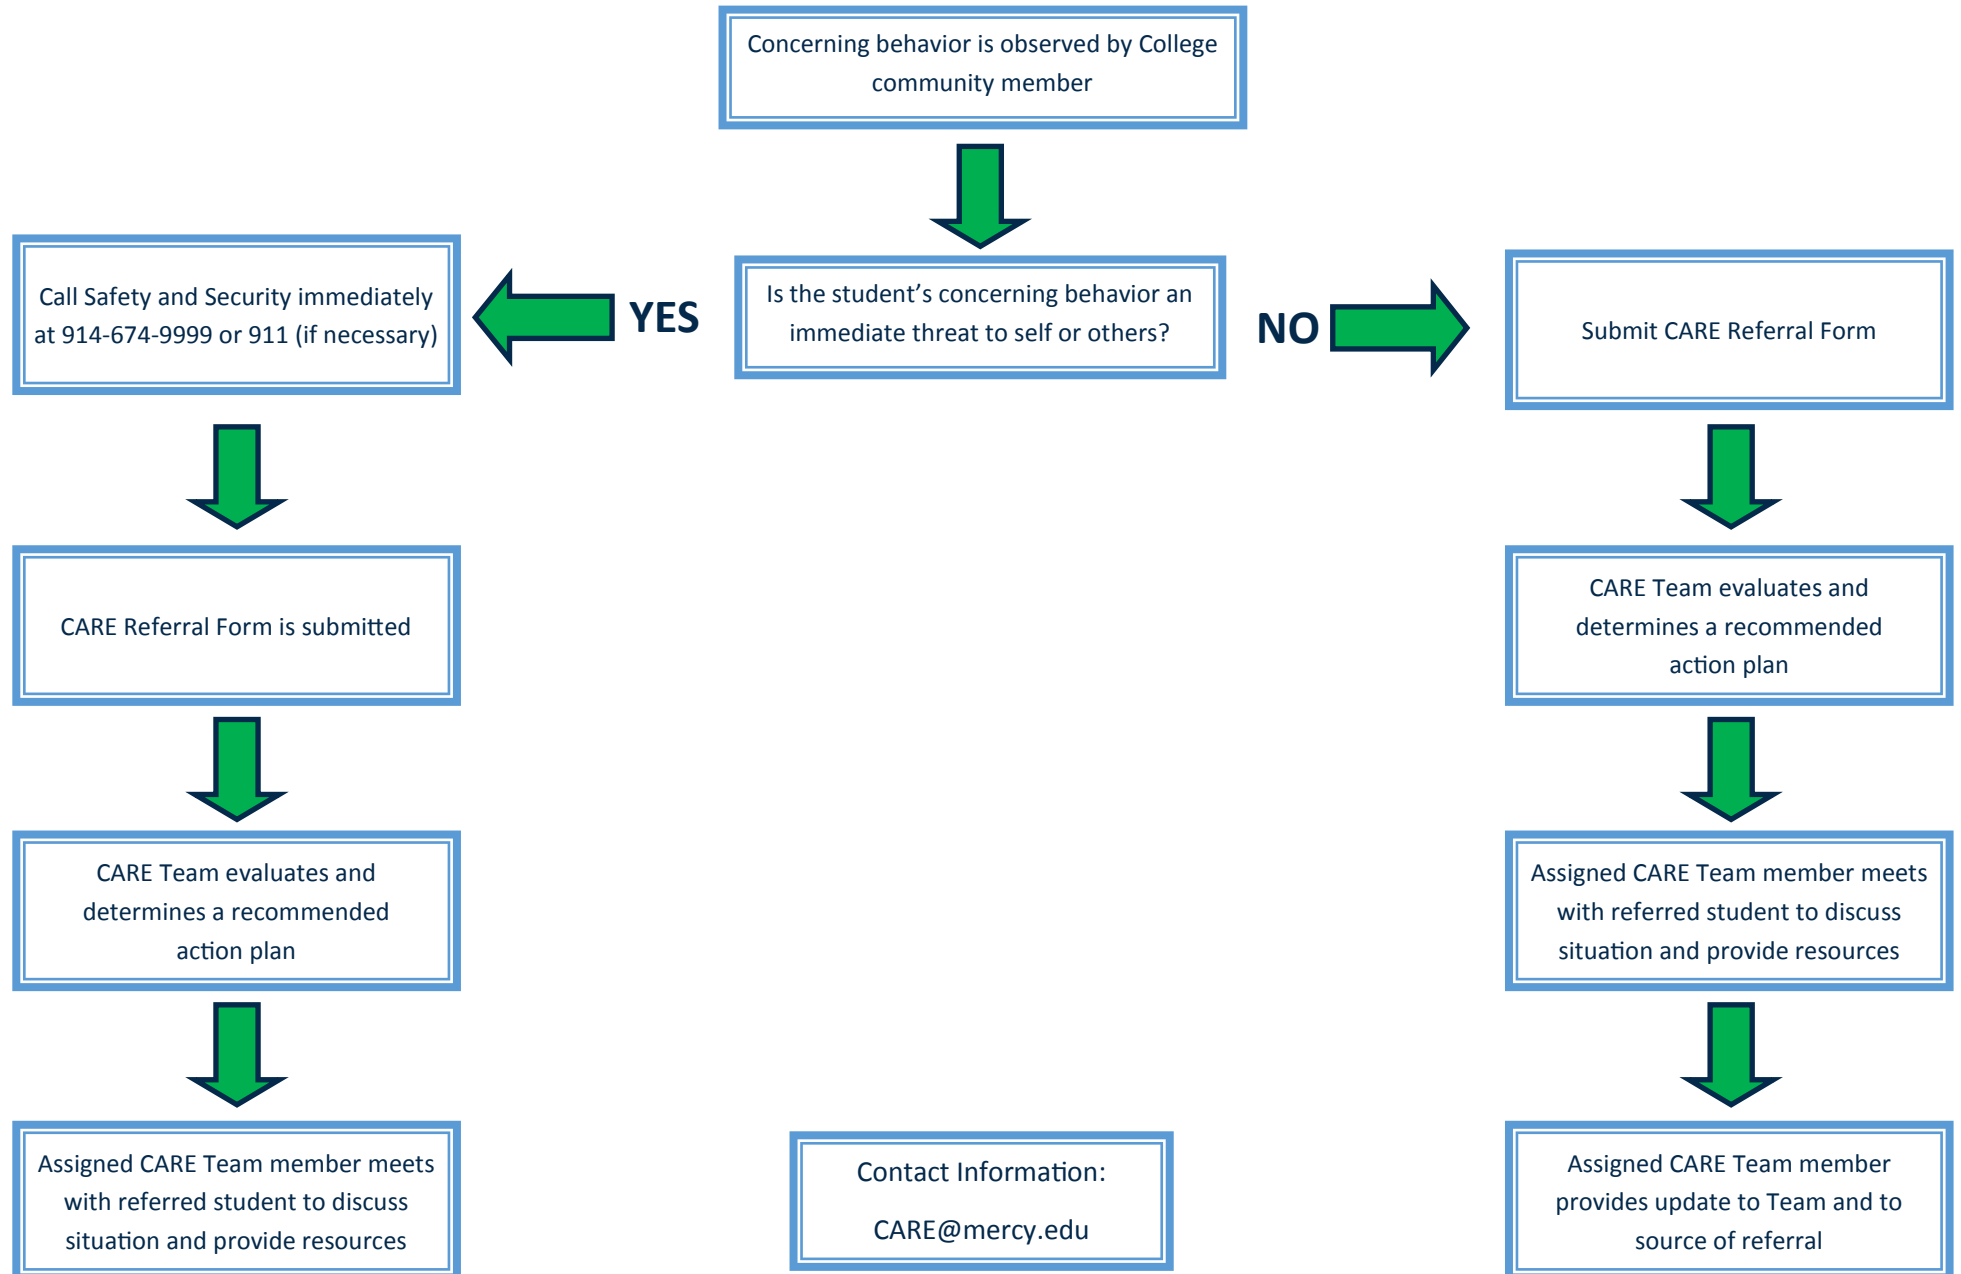 Concerning behavior is observed by College
community member
Is the student's concerning behavior an
immediate threat to self or others?
YES
NO
Call Safety and Security immediately
at 914-674-9999 or 911 (if necessary)
CARE Referral Form is submitted
CARE Team evaluates and
determines a recommended
action plan
Assigned CARE Team member meets
with referred student to discuss
situation and provide resources
Submit CARE Referral Form
CARE Team evaluates and
determines a recommended
action plan
Assigned CARE Team member meets
with referred student to discuss
situation and provide resources
Assigned CARE Team member
provides update to Team and to
source of referral
Contact Information:
CARE@mercy.edu